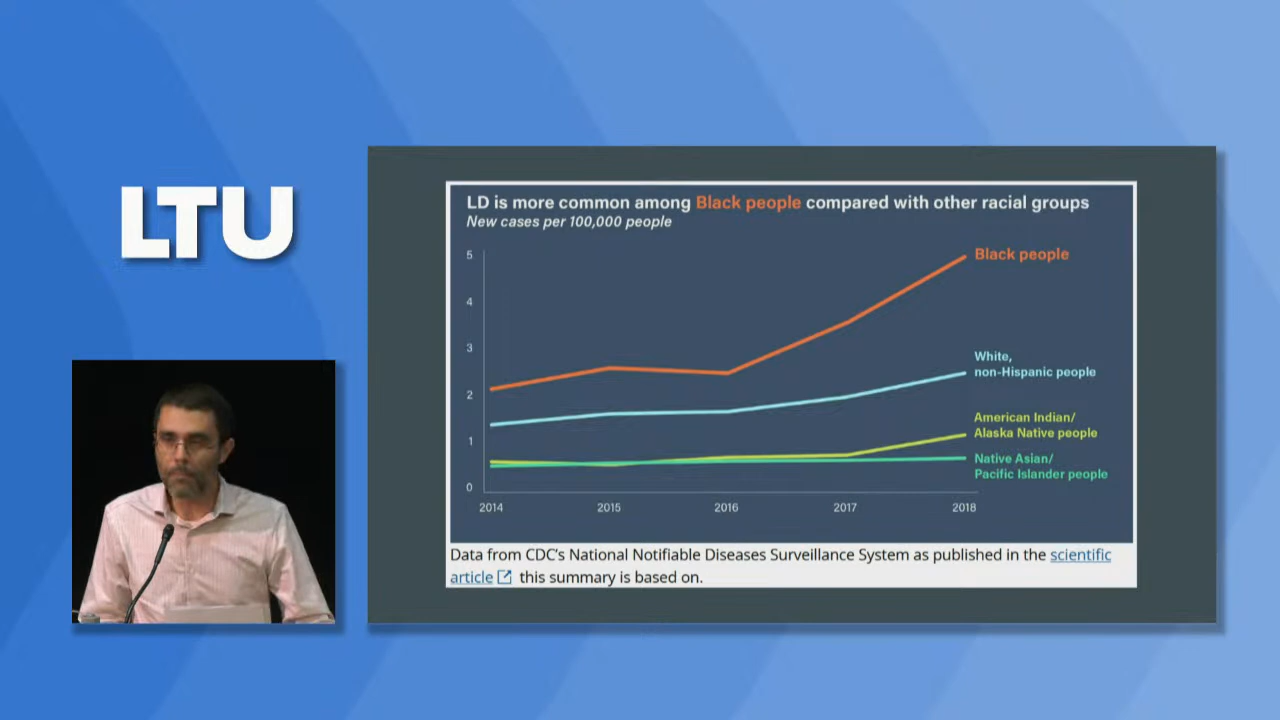 LTU
LD is more common among Black people compared with other racial groups
New cases per 100,000 people
5
4
3
2
1
0
Black people
White,
non-Hispanic people
American Indian/
Alaska Native people
Native Asian/
Pacific Islander people
2014 2015 2016 2017 2018
Data from CDC's National Notifiable Diseases Surveillance System as published in the scientific
article this summary is based on.